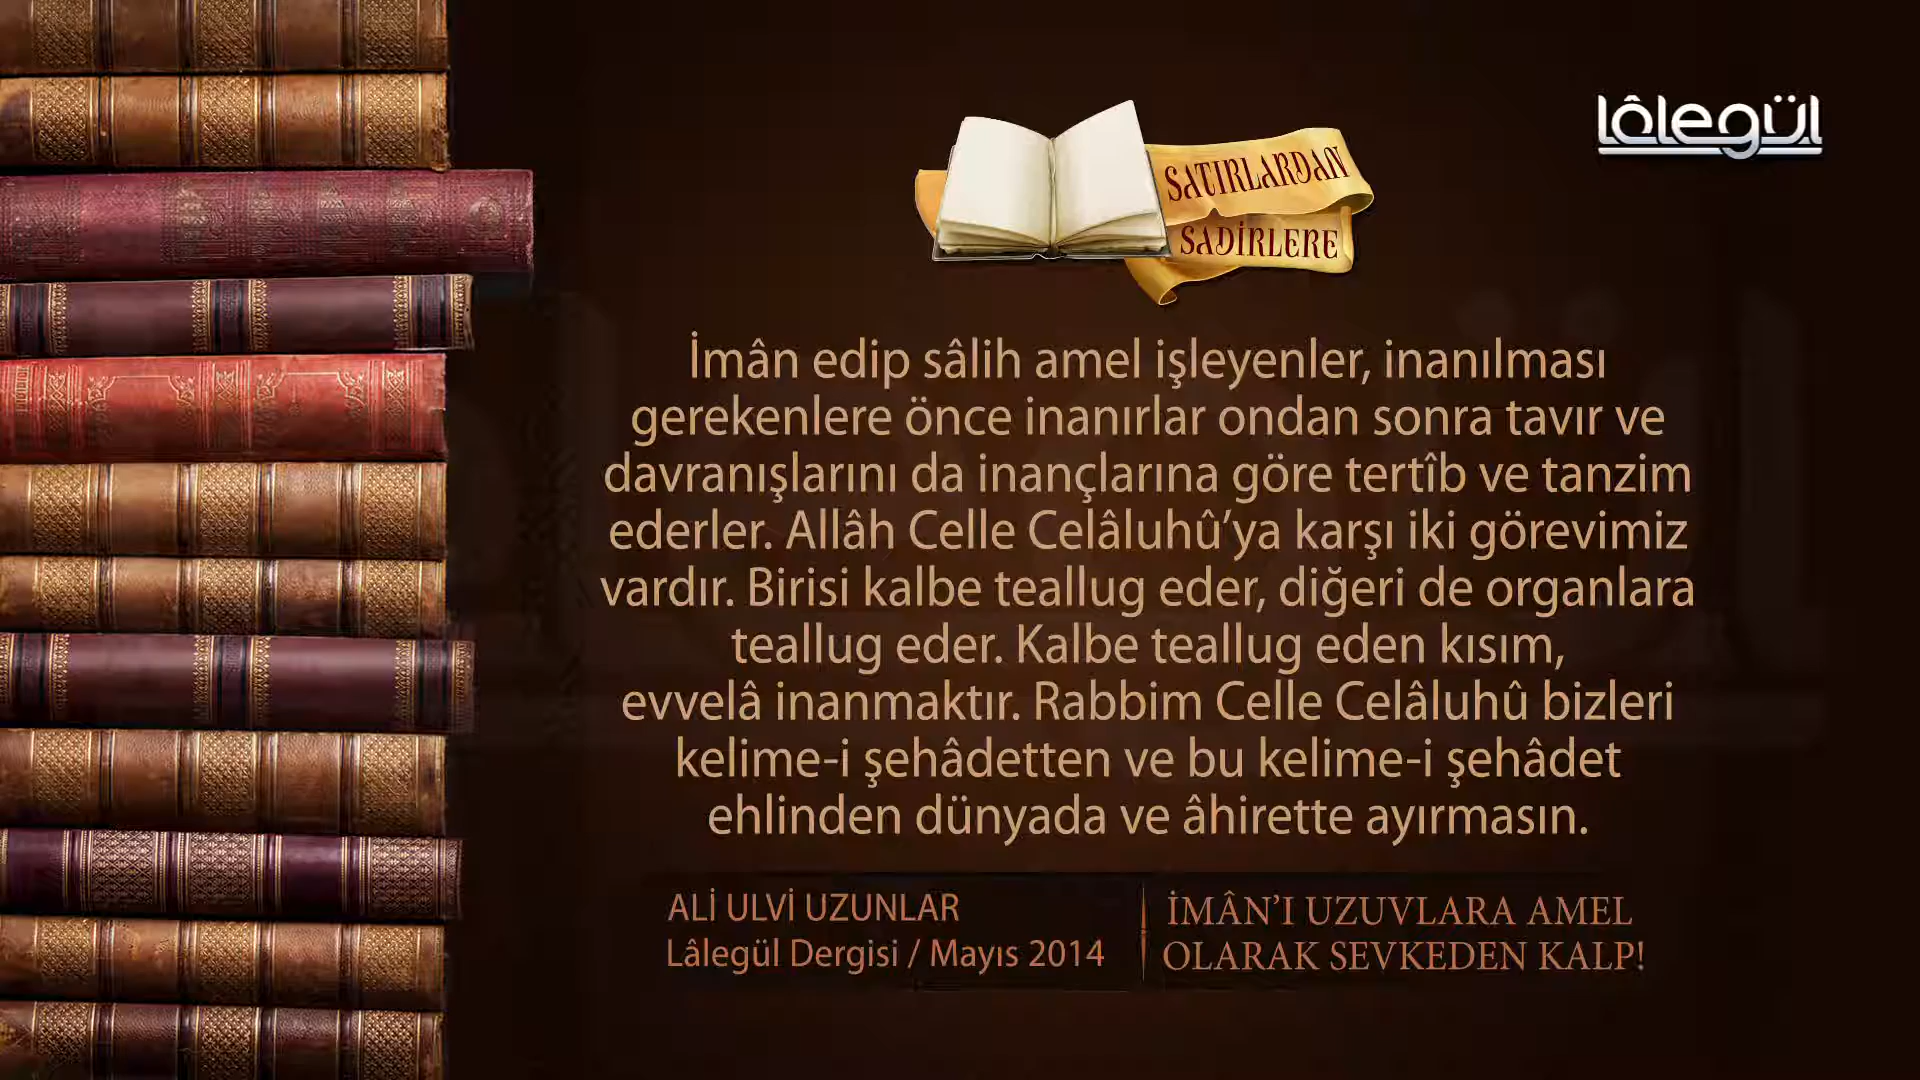 lâlegül
SATIRLARDAN
SADIRLERE
İmân edip sâlih amel işleyenler, inanılması
gerekenlere önce inanırlar ondan sonra tavır ve
davranışlarını da inançlarına göre tertîb ve tanzim
ederler. Allâh Celle Celâluhû’ya karşı iki görevimiz
vardır. Birisi kalbe teallug eder, diğeri de organlara
teallug eder. Kalbe teallug eden kısım,
evvelâ inanmaktır. Rabbim Celle Celâluhû bizleri
kelime-i şehâdetten ve bu kelime-i şehâdet
ehlinden dünyada ve âhirette ayırmasın.
ALİ ULVİ UZUNLAR
Lâlegül Dergisi / Mayıs 2014
İMÂN’I UZUVLARA AMEL
OLARAK SEVKEDEN KALP!